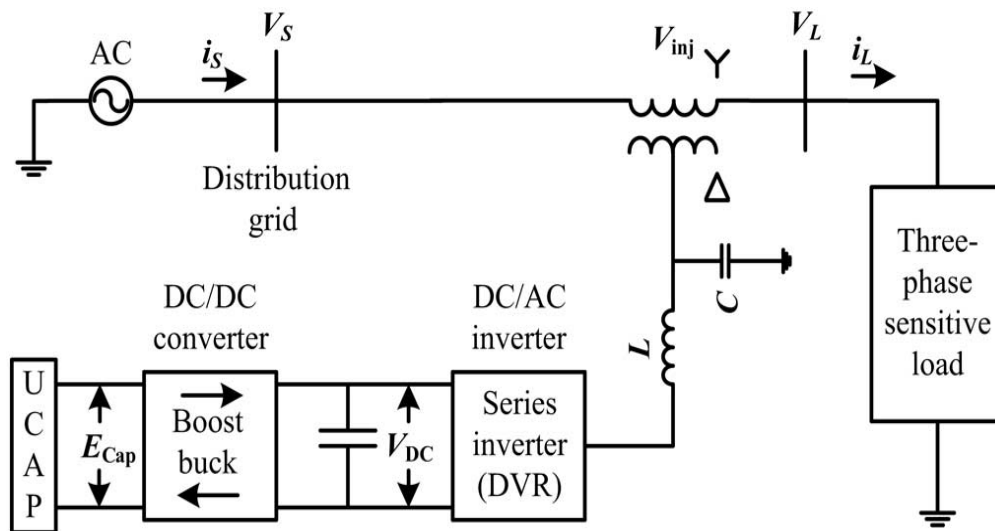 AC
i_S
V_S
V_inj
V_L
i_L
Distribution
grid
Δ
Three-
phase
sensitive
load
C
L
DC/DC
converter
DC/AC
inverter
U
C
A
P
E_Cap
Boost
buck
V_DC
Series
inverter
(DVR)